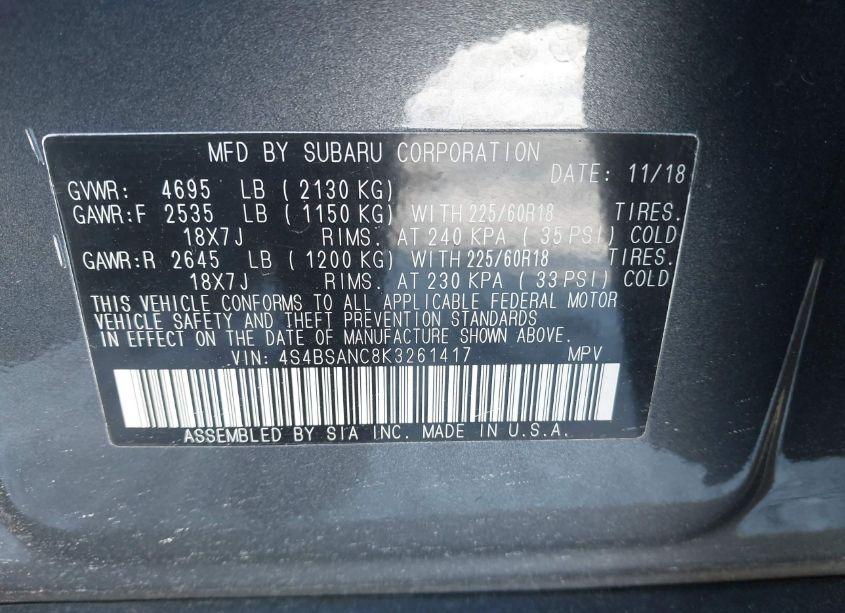 MFD BY SUBARU CORPORATION
DATE: 11/18
GVWR: 4695 LB ( 2130 KG)
GAWR:F 2535 LB ( 1150 KG) WITH 225/60R18 TIRES.
18X7J RIMS. AT 240 KPA ( 35 PSI) COLD
GAWR:R 2645 LB ( 1200 KG) WITH 225/60R18 TIRES.
18X7J RIMS. AT 230 KPA ( 33 PSI) COLD
THIS VEHICLE CONFORMS TO ALL APPLICABLE FEDERAL MOTOR
VEHICLE SAFETY AND THEFT PREVENTION STANDARDS
IN EFFECT ON THE DATE OF MANUFACTURE SHOWN ABOVE.
VIN: 4S4BSANC8K3261417 MPV
ASSEMBLED BY SIA INC. MADE IN U.S.A.